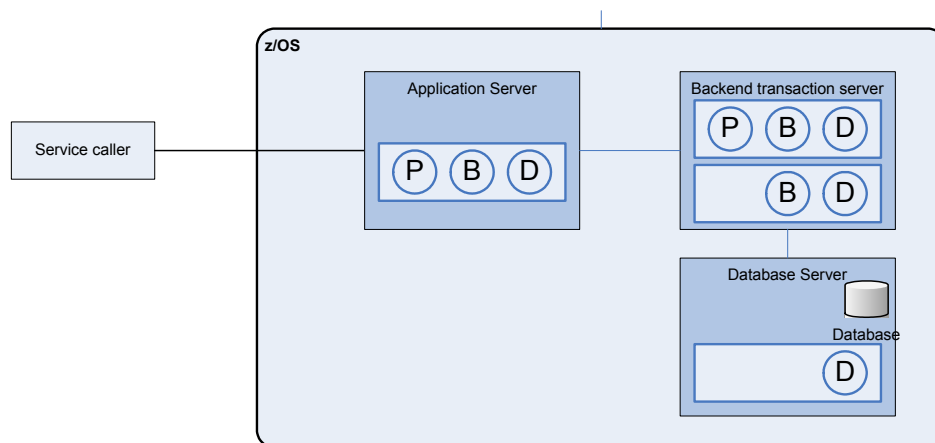 z/OS
Application Server
Backend transaction server
P B D
Service caller
P B D
B D
Database Server
Database
D